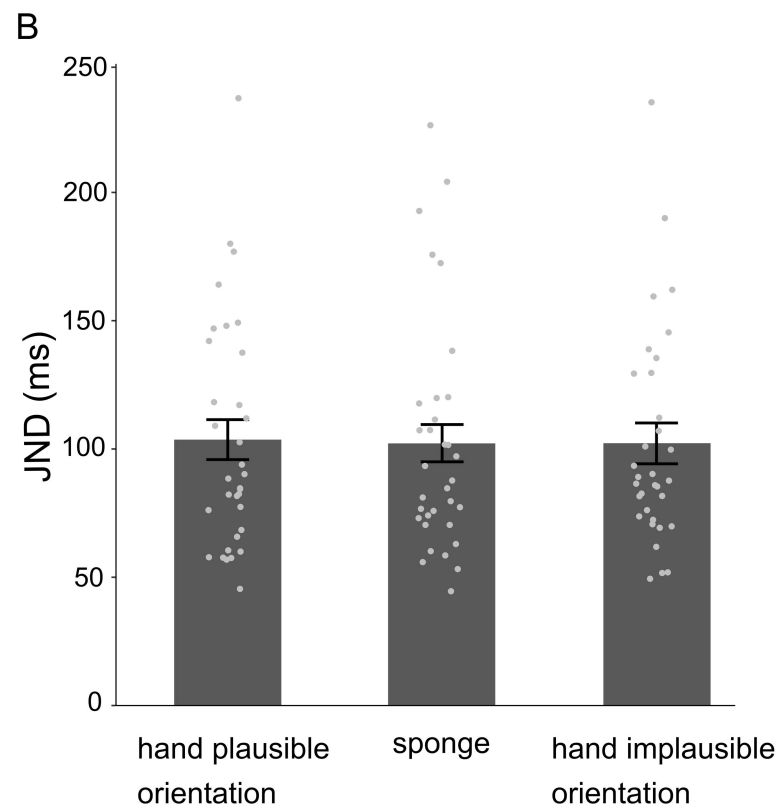 B
250
200
150
100
50
0
JND (ms)
hand plausible
orientation
sponge
hand implausible
orientation